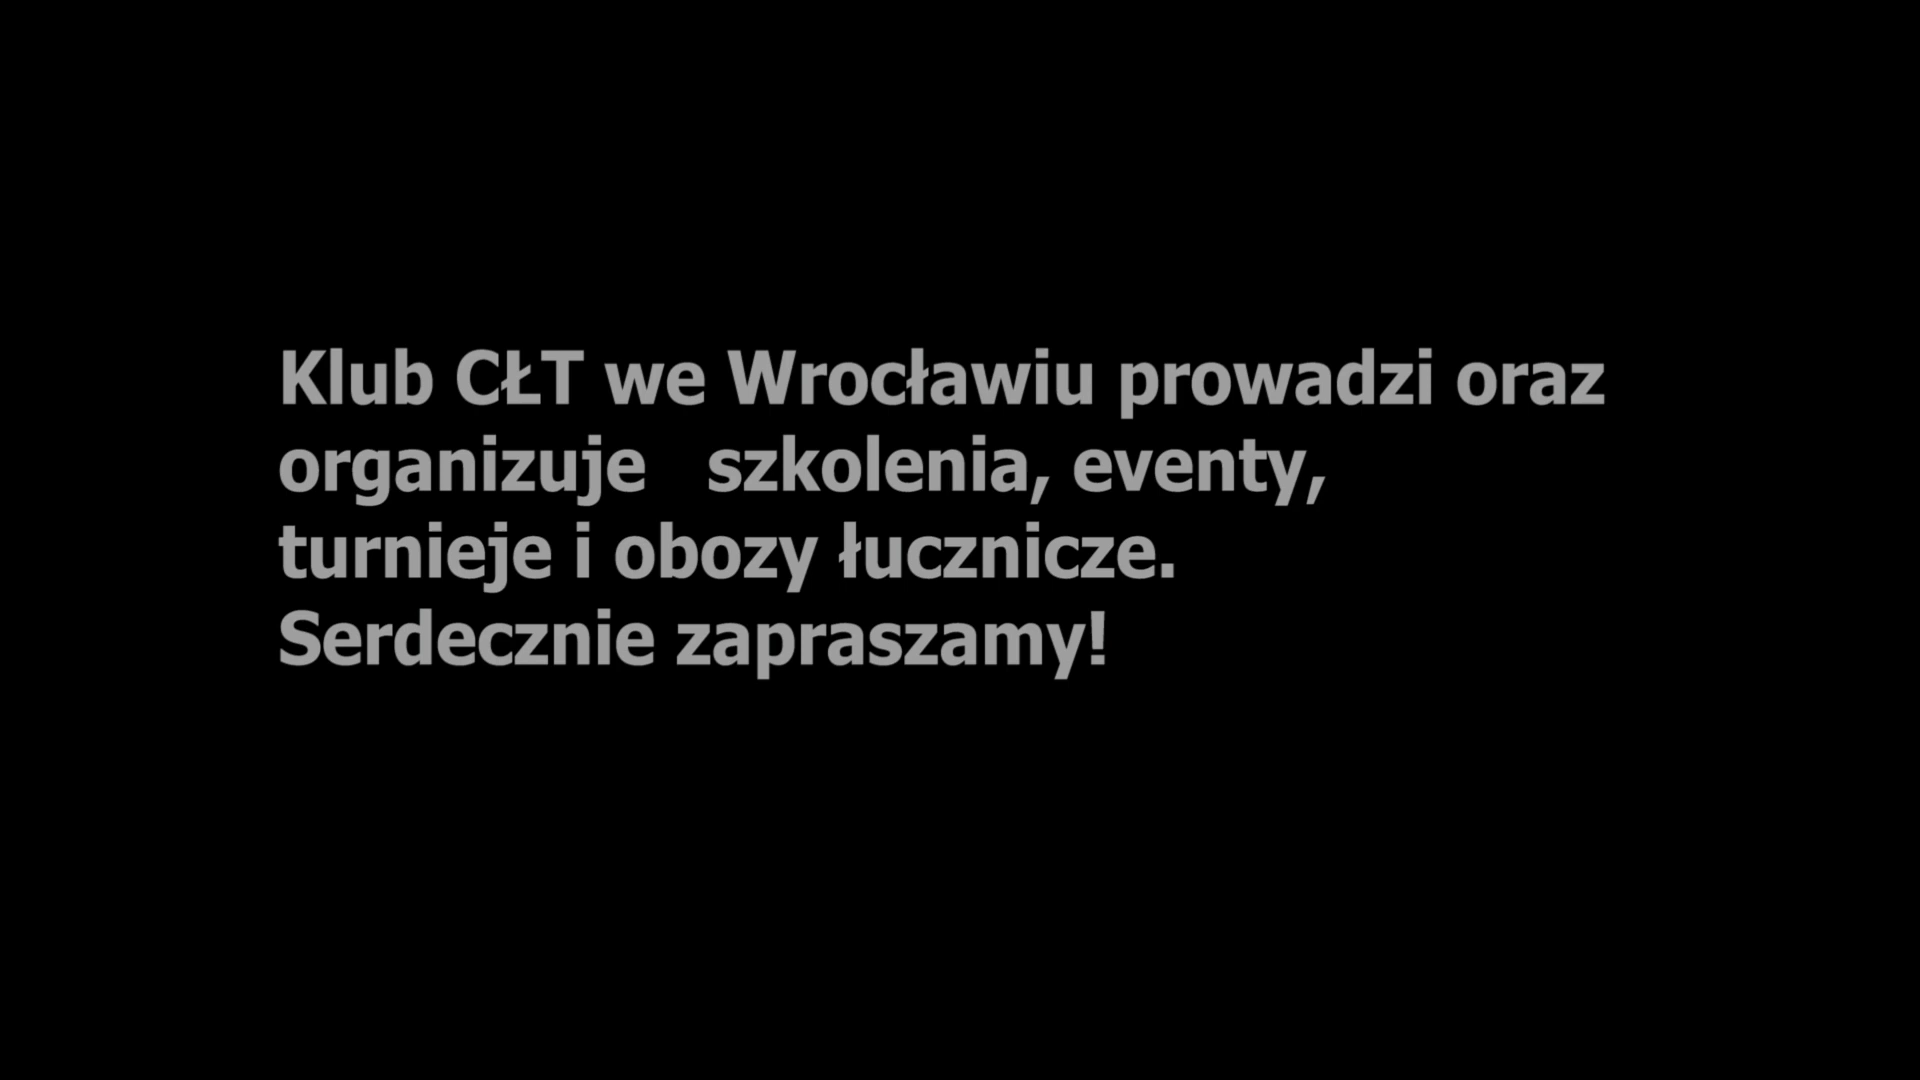 Klub CŁT we Wrocławiu prowadzi oraz
organizuje   szkolenia, eventy,
turnieje i obozy łucznicze.
Serdecznie zapraszamy!